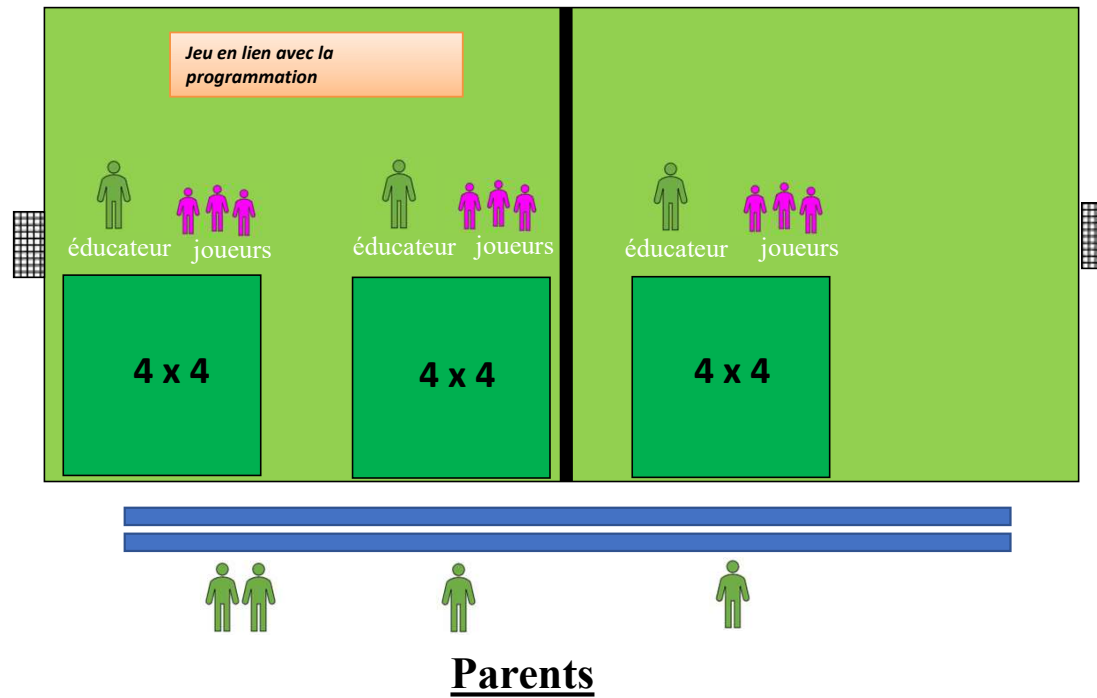 Jeu en lien avec la
programmation
éducateur joueurs éducateur joueurs éducateur joueurs
4 x 4 4 x 4 4 x 4
Parents